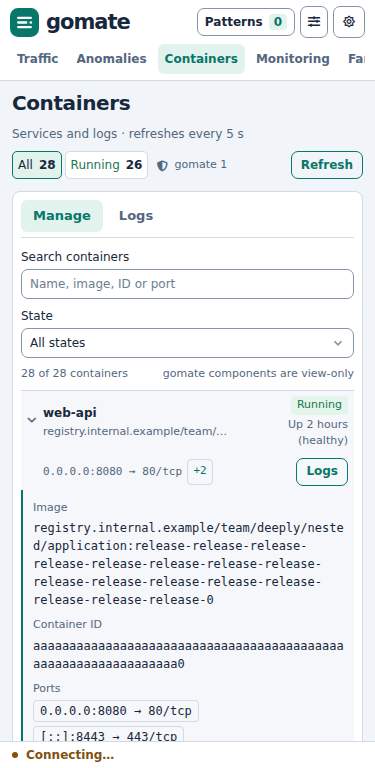 gomate
Patterns 0
Traffic Anomalies Containers Monitoring Fa
Containers
Services and logs · refreshes every 5 s
All 28 Running 26 gomate 1 Refresh
Manage Logs
Search containers
Name, image, ID or port
State
All states
28 of 28 containers gomate components are view-only
web-api
registry.internal.example/team/…
Running
Up 2 hours
(healthy)
0.0.0.0:8080 → 80/tcp +2 Logs
Image
registry.internal.example/team/deeply/neste
d/application:release-release-release-
release-release-release-release-release-
release-release-release-release-release-
release-release-release-0
Container ID
aaaaaaaaaaaaaaaaaaaaaaaaaaaaaaaaaaaaaaaaaaa
aaaaaaaaaaaaaaaaaaaa0
Ports
0.0.0.0:8080 → 80/tcp
[::]:8443 → 443/tcp
Connecting…